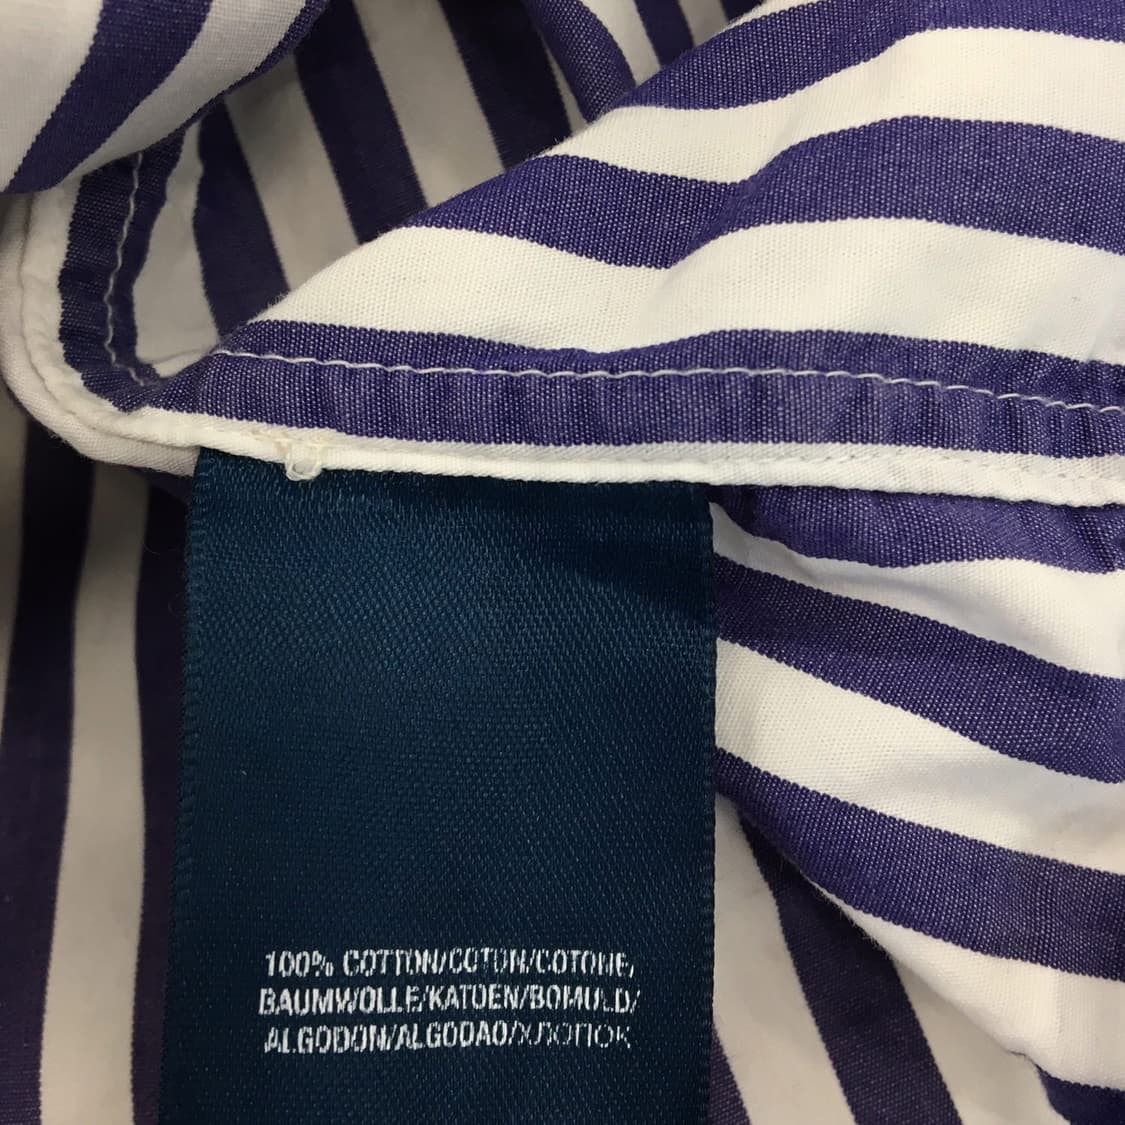 100% COTTON/COTON/COTONE,
BAUMWOLLE/KATOEN/BOMULD/
ALGODON/ALGODAO/ХЛОПОК